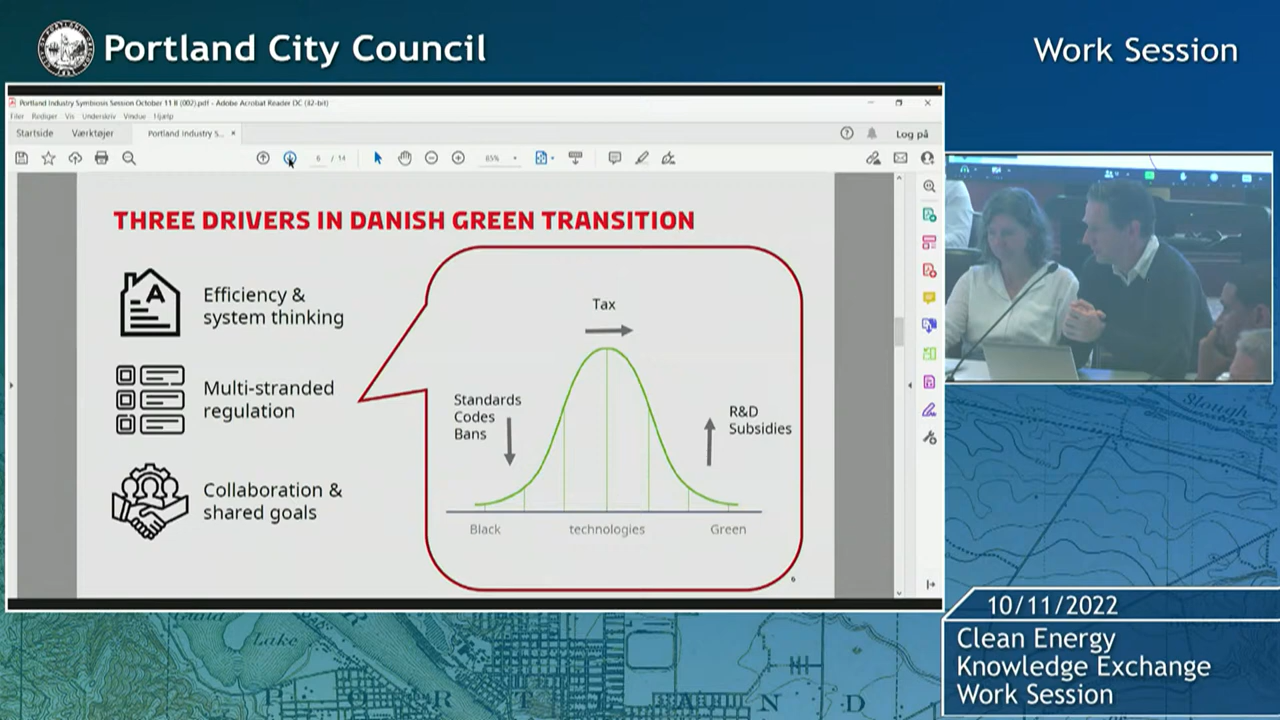 Portland City Council
Work Session
Portland Industry Symbiosis Session October 11 B (002).pdf - Adobe Acrobat Reader DC (32-bit)
Filer Rediger Vis Underskriv Vindue Hjælp
Startside Værktøjer Portland Industry S... ×
Log på
6 / 14
85%
THREE DRIVERS IN DANISH GREEN TRANSITION
Efficiency &
system thinking
Multi-stranded
regulation
Collaboration &
shared goals
Tax
Standards
Codes
Bans
R&D
Subsidies
Black technologies Green
6
Slough
Guild
Lake
P O R T L A N D
10/11/2022
Clean Energy
Knowledge Exchange
Work Session